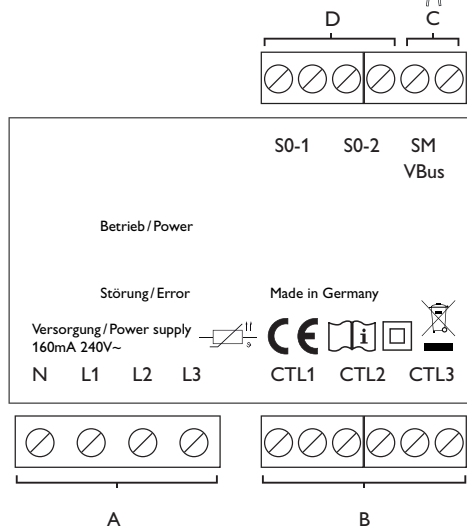 D C
S0-1 S0-2 SM
VBus
Betrieb/Power
Störung/Error Made in Germany
Versorgung/Power supply
160mA 240V~
N L1 L2 L3 CTL1 CTL2 CTL3
A B